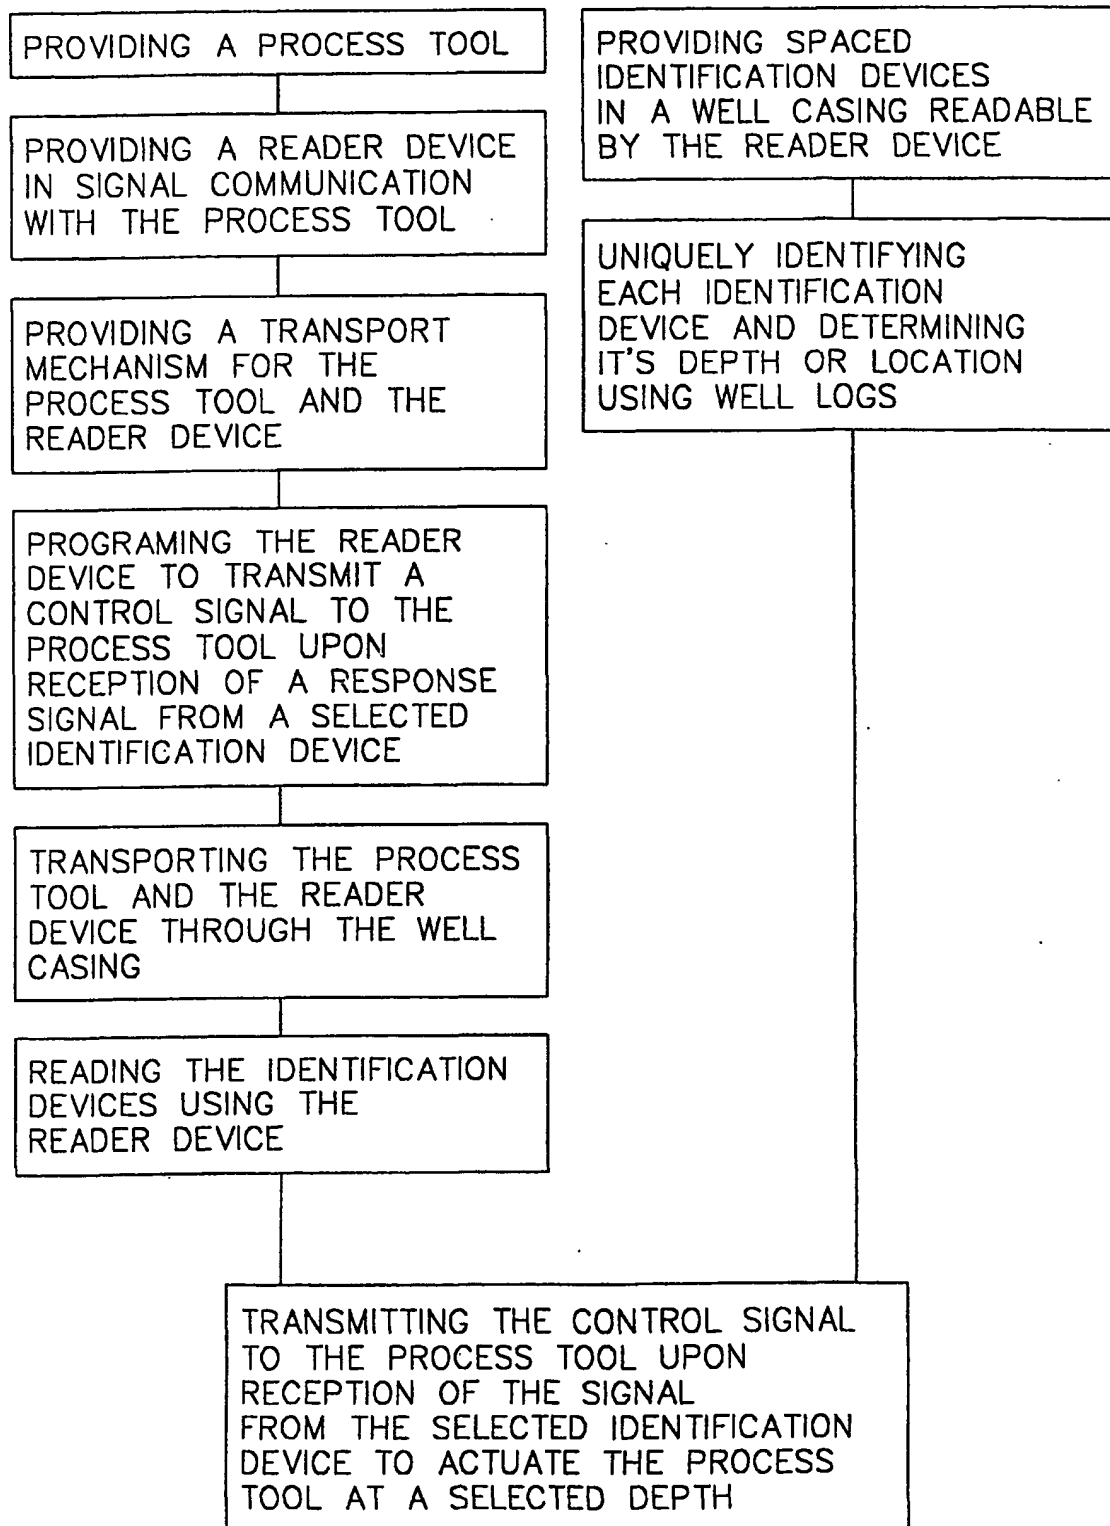 PROVIDING A PROCESS TOOL
PROVIDING A READER DEVICE
IN SIGNAL COMMUNICATION
WITH THE PROCESS TOOL
PROVIDING A TRANSPORT
MECHANISM FOR THE
PROCESS TOOL AND THE
READER DEVICE
PROGRAMING THE READER
DEVICE TO TRANSMIT A
CONTROL SIGNAL TO THE
PROCESS TOOL UPON
RECEPTION OF A RESPONSE
SIGNAL FROM A SELECTED
IDENTIFICATION DEVICE
TRANSPORTING THE PROCESS
TOOL AND THE READER
DEVICE THROUGH THE WELL
CASING
READING THE IDENTIFICATION
DEVICES USING THE
READER DEVICE
PROVIDING SPACED
IDENTIFICATION DEVICES
IN A WELL CASING READABLE
BY THE READER DEVICE
UNIQUELY IDENTIFYING
EACH IDENTIFICATION
DEVICE AND DETERMINING
IT'S DEPTH OR LOCATION
USING WELL LOGS
TRANSMITTING THE CONTROL SIGNAL
TO THE PROCESS TOOL UPON
RECEPTION OF THE SIGNAL
FROM THE SELECTED IDENTIFICATION
DEVICE TO ACTUATE THE PROCESS
TOOL AT A SELECTED DEPTH